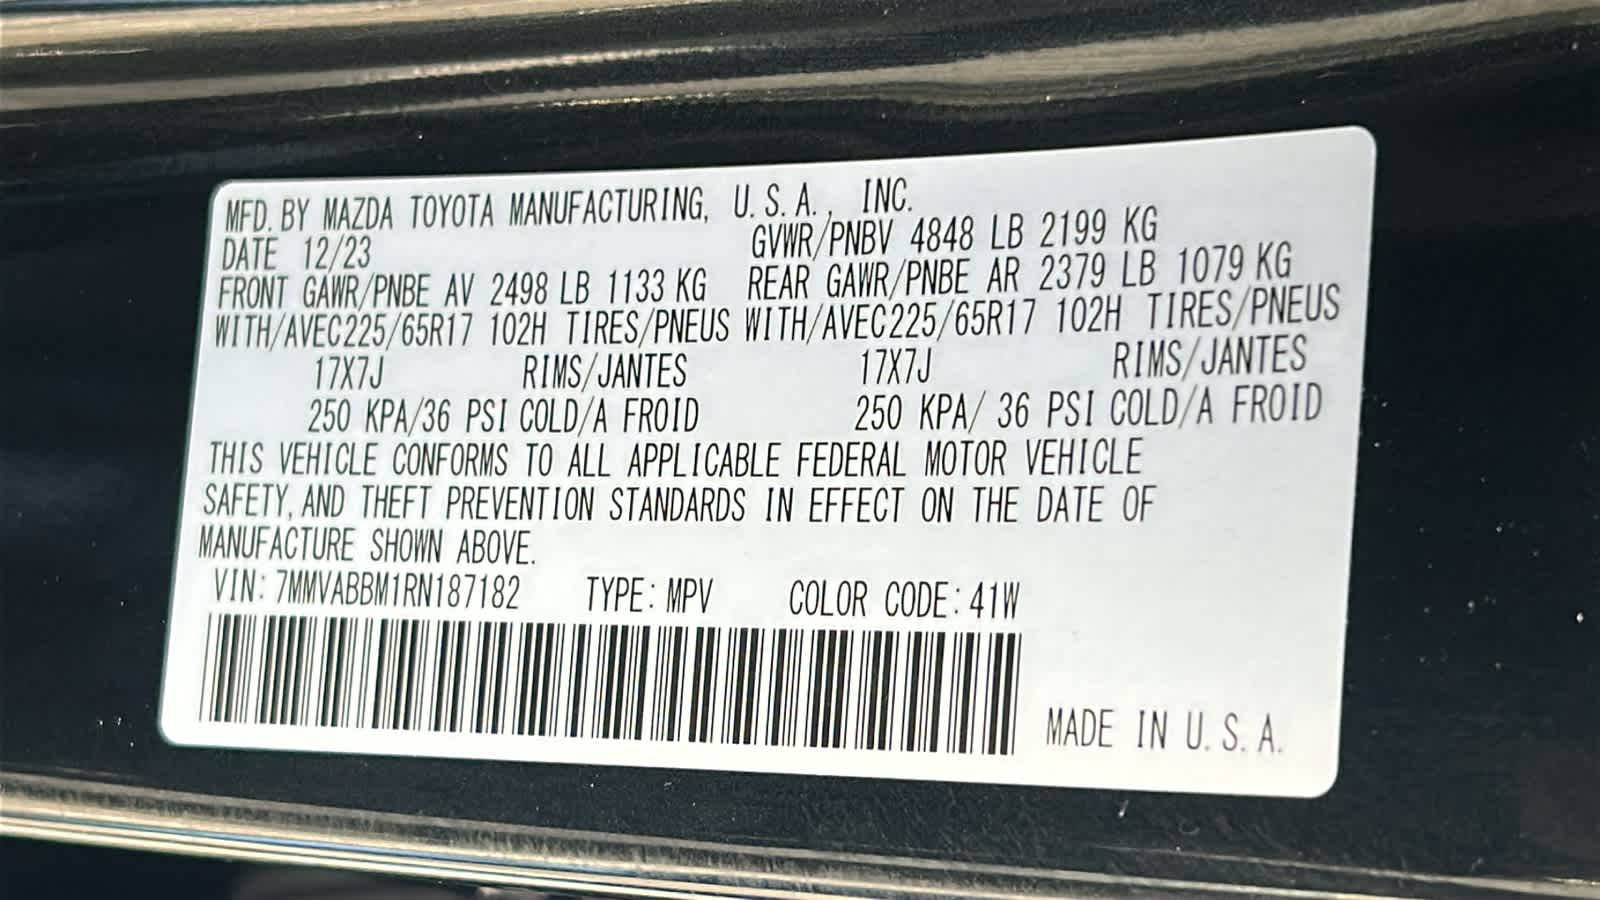 MFD. BY MAZDA TOYOTA MANUFACTURING, U.S.A., INC.
DATE 12/23 GVWR/PNBV 4848 LB 2199 KG
FRONT GAWR/PNBE AV 2498 LB 1133 KG REAR GAWR/PNBE AR 2379 LB 1079 KG
WITH/AVEC225/65R17 102H TIRES/PNEUS WITH/AVEC225/65R17 102H TIRES/PNEUS
17X7J RIMS/JANTES 17X7J RIMS/JANTES
250 KPA/36 PSI COLD/A FROID 250 KPA/ 36 PSI COLD/A FROID
THIS VEHICLE CONFORMS TO ALL APPLICABLE FEDERAL MOTOR VEHICLE
SAFETY, AND THEFT PREVENTION STANDARDS IN EFFECT ON THE DATE OF
MANUFACTURE SHOWN ABOVE.
VIN: 7MMVABBM1RN187182 TYPE: MPV COLOR CODE: 41W
MADE IN U.S.A.